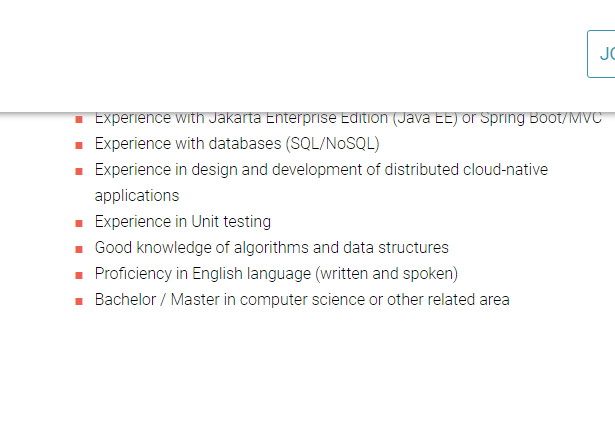 JO
Experience with Jakarta Enterprise Edition (Java EE) or Spring Boot/MVC
Experience with databases (SQL/NoSQL)
Experience in design and development of distributed cloud-native
applications
Experience in Unit testing
Good knowledge of algorithms and data structures
Proficiency in English language (written and spoken)
Bachelor / Master in computer science or other related area